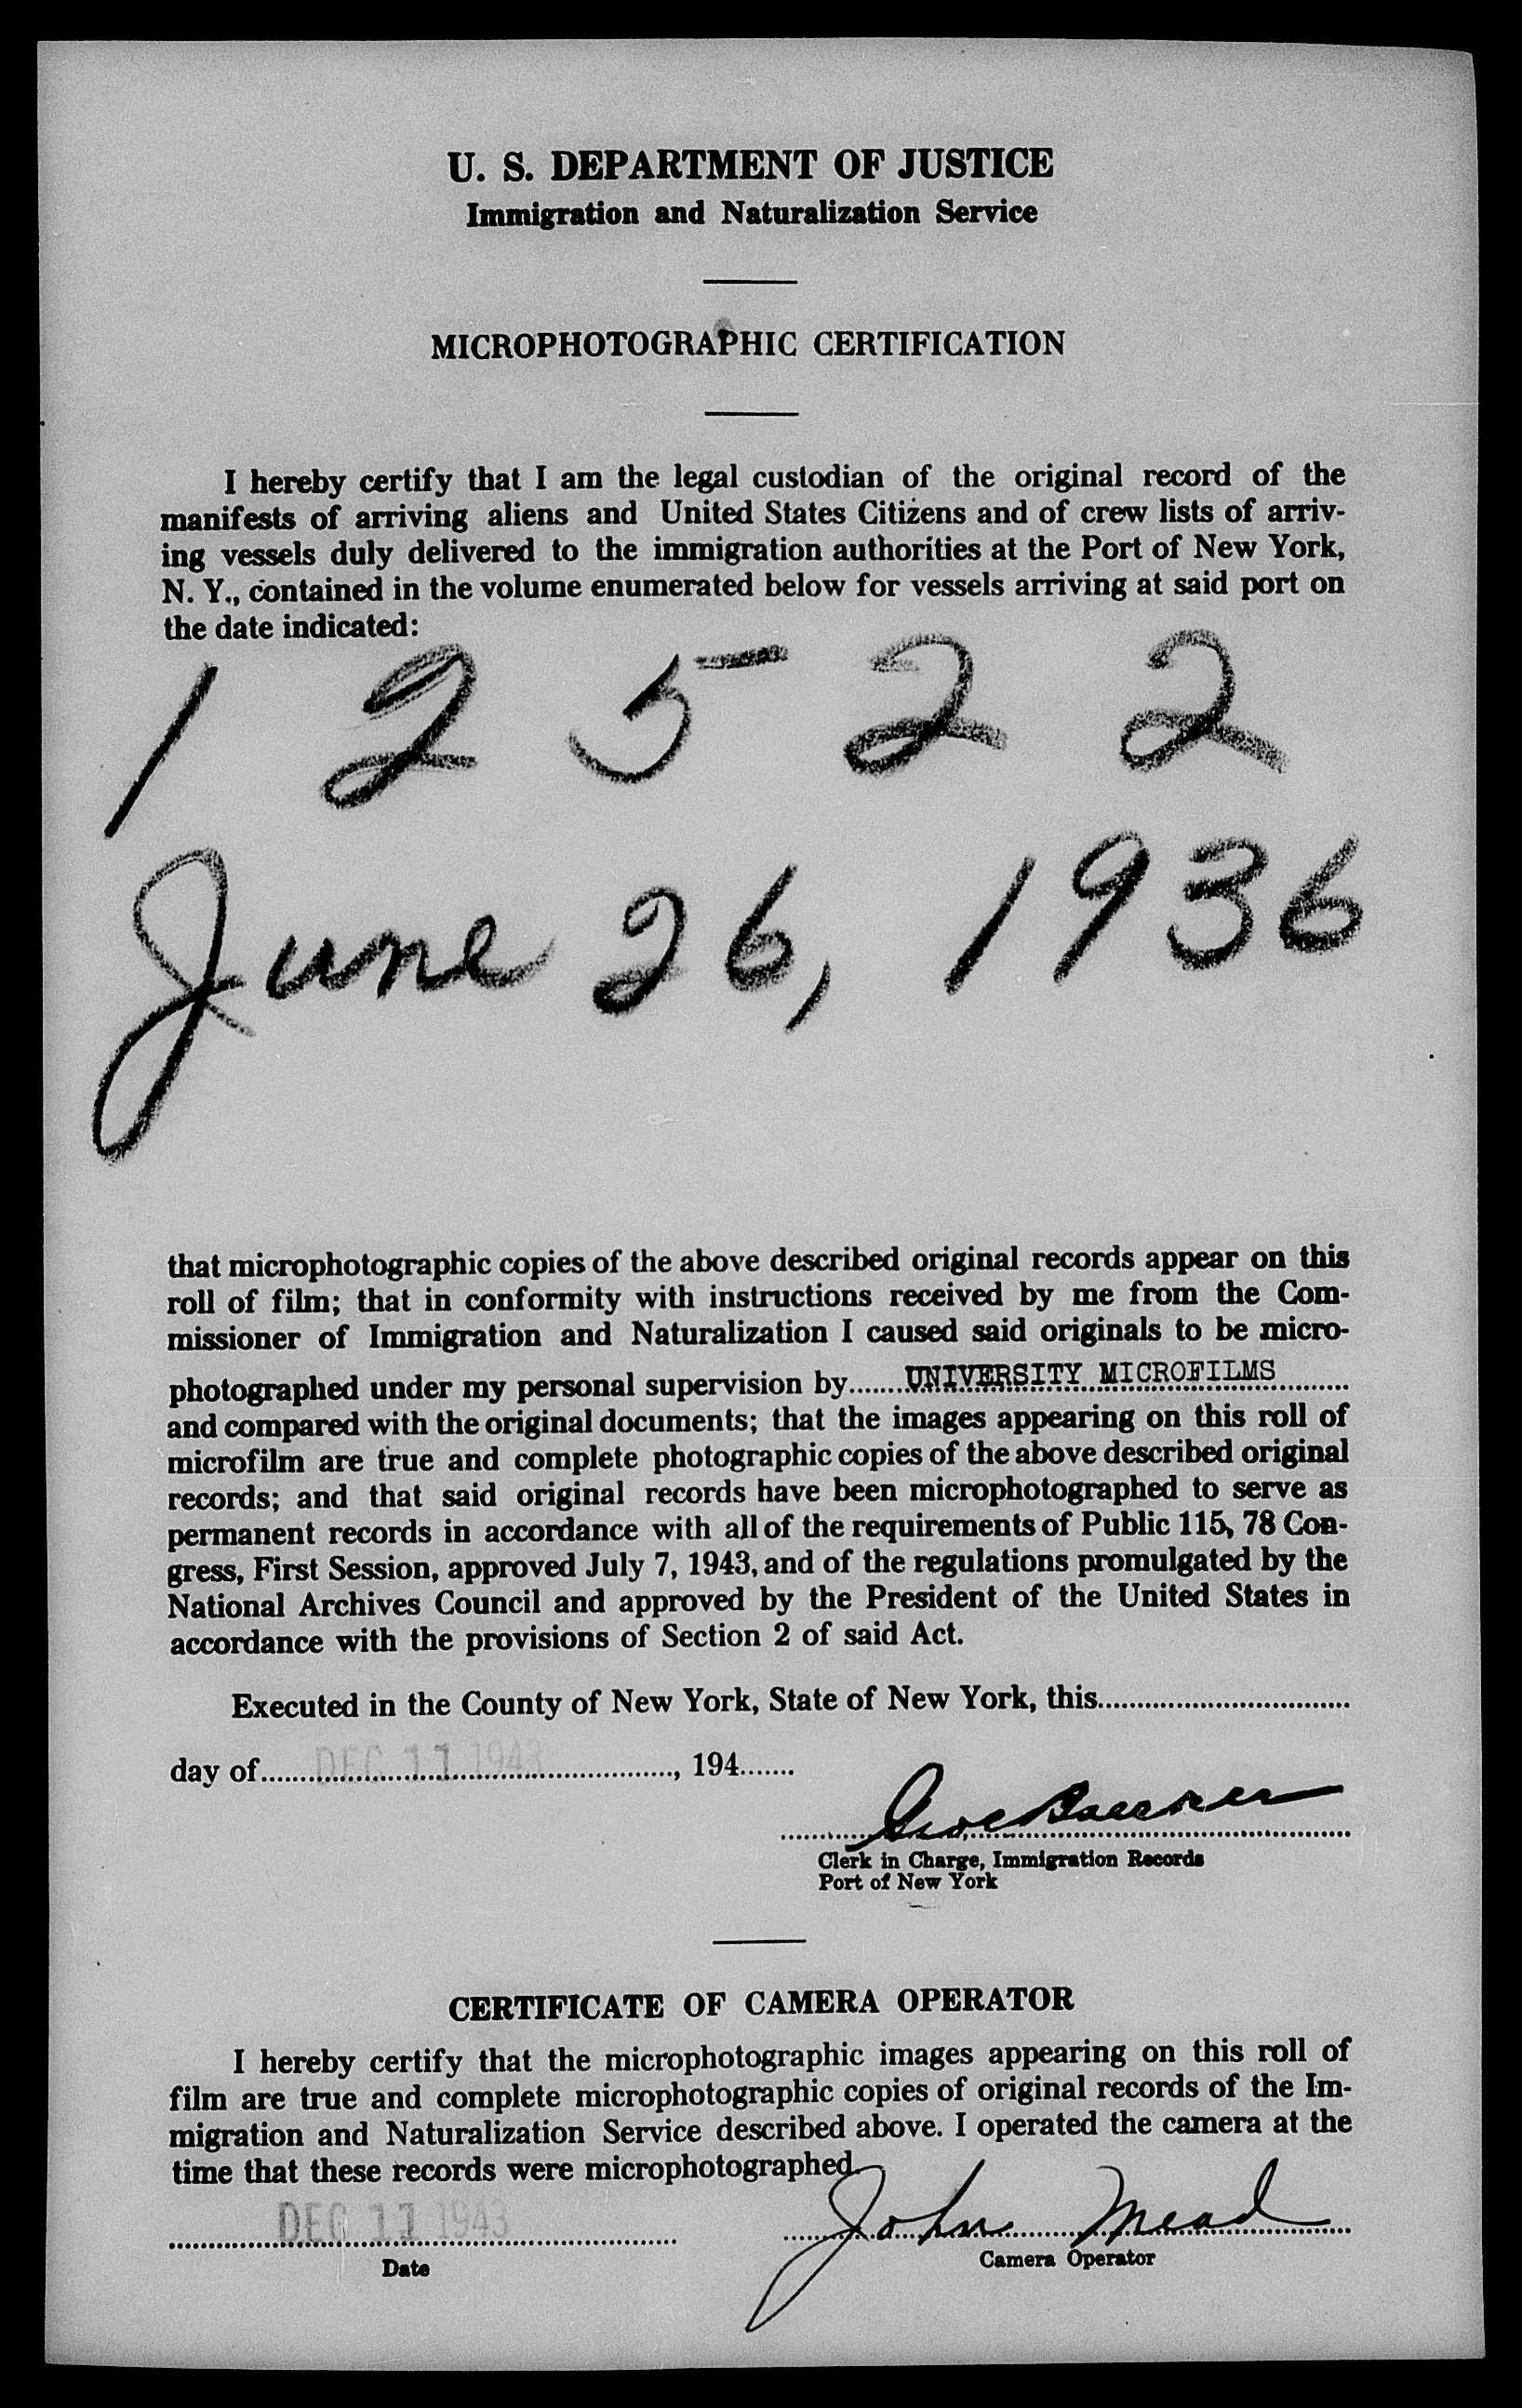 U. S. DEPARTMENT OF JUSTICE
Immigration and Naturalization Service
MICROPHOTOGRAPHIC CERTIFICATION
I hereby certify that I am the legal custodian of the original record of the
manifests of arriving aliens and United States Citizens and of crew lists of arriv-
ing vessels duly delivered to the immigration authorities at the Port of New York,
N. Y., contained in the volume enumerated below for vessels arriving at said port on
the date indicated:
1 2 5 2 2
June 26, 1936
that microphotographic copies of the above described original records appear on this
roll of film; that in conformity with instructions received by me from the Com-
missioner of Immigration and Naturalization I caused said originals to be micro-
photographed under my personal supervision by.......UNIVERSITY MICROFILMS.......
and compared with the original documents; that the images appearing on this roll of
microfilm are true and complete photographic copies of the above described original
records; and that said original records have been microphotographed to serve as
permanent records in accordance with all of the requirements of Public 115, 78 Con-
gress, First Session, approved July 7, 1943, and of the regulations promulgated by the
National Archives Council and approved by the President of the United States in
accordance with the provisions of Section 2 of said Act.
Executed in the County of New York, State of New York, this................................
day of......DEC 11 1943......, 194.......
Clerk in Charge, Immigration Records
Port of New York
CERTIFICATE OF CAMERA OPERATOR
I hereby certify that the microphotographic images appearing on this roll of
film are true and complete microphotographic copies of original records of the Im-
migration and Naturalization Service described above. I operated the camera at the
time that these records were microphotographed.
DEC 11 1943 John Mead
Date Camera Operator